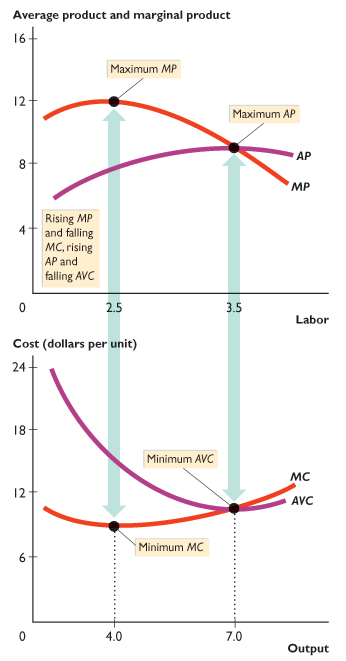 Average product and marginal product
16
Maximum MP
12
Maximum AP
AP
8
MP
Rising MP
and falling
MC, rising
AP and
falling AVC
4
0
2.5
3.5
Labor
Cost (dollars per unit)
24
18
Minimum AVC
MC
12
AVC
Minimum MC
6
0
4.0
7.0
Output